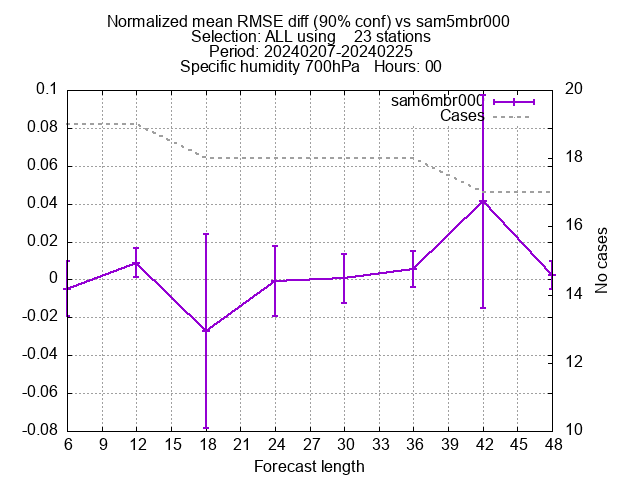 Normalized mean RMSE diff (90% conf) vs sam5mbr000
Selection: ALL using    23 stations
Period: 20240207-20240225
Specific humidity 700hPa   Hours: 00
sam6mbr000
Cases
0.1
0.08
0.06
0.04
0.02
0
-0.02
-0.04
-0.06
-0.08
20
18
16
14
12
10
No cases
6 9 12 15 18 21 24 27 30 33 36 39 42 45 48
Forecast length